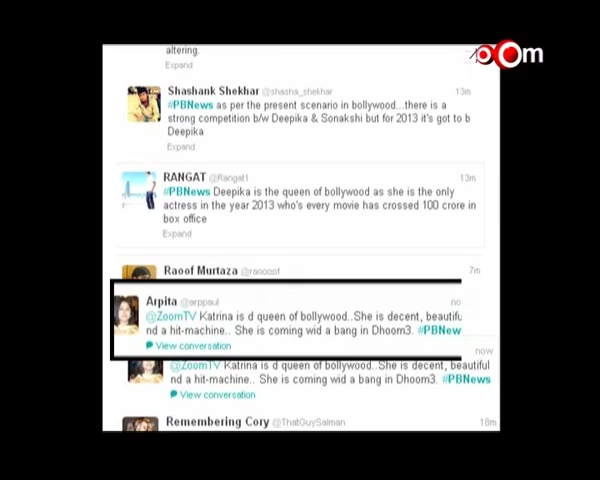 zoom
altering.
Expand
Shashank Shekhar @shasha_shekhar 13m
#PBNews as per the present scenario in bollywood...there is a
strong competition b/w Deepika & Sonakshi but for 2013 it's got to b
Deepika
Expand
RANGAT @Rangat1 13m
#PBNews Deepika is the queen of bollywood as she is the only
actress in the year 2013 who's every movie has crossed 100 crore in
box office
Expand
Raoof Murtaza 7m
Arpita @arppaul no
@ZoomTV Katrina is d queen of bollywood..She is decent, beautifu
nd a hit-machine.. She is coming wid a bang in Dhoom3. #PBNew
View conversation
now
@ZoomTV Katrina is d queen of bollywood..She is decent, beautiful
nd a hit-machine.. She is coming wid a bang in Dhoom3. #PBNews
View conversation
Remembering Cory @ThatGuySalman 18m